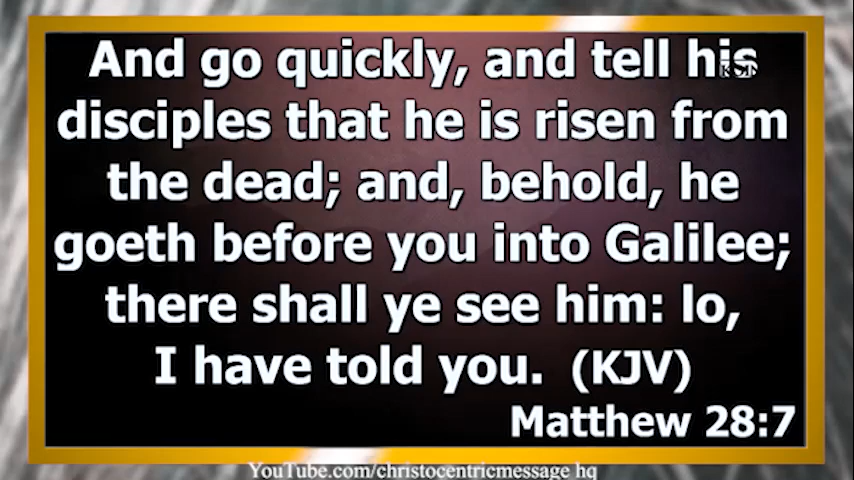 And go quickly, and tell his
disciples that he is risen from
the dead; and, behold, he
goeth before you into Galilee;
there shall ye see him: lo,
I have told you. (KJV)
Matthew 28:7
YouTube.com/christocentricmessage hq